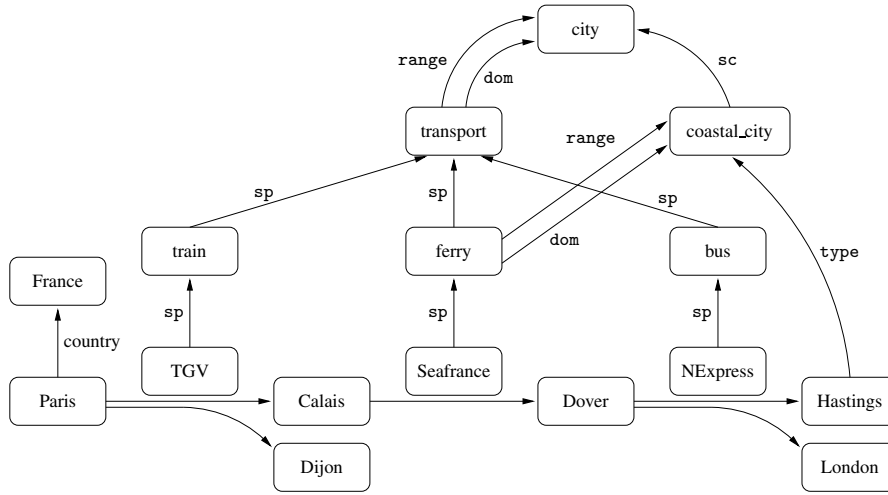 city
range
dom
sc
transport
coastal_city
range
sp
sp
sp
dom
type
train
ferry
bus
France
sp
sp
sp
country
TGV
Seafrance
NExpress
Paris
Calais
Dover
Hastings
Dijon
London